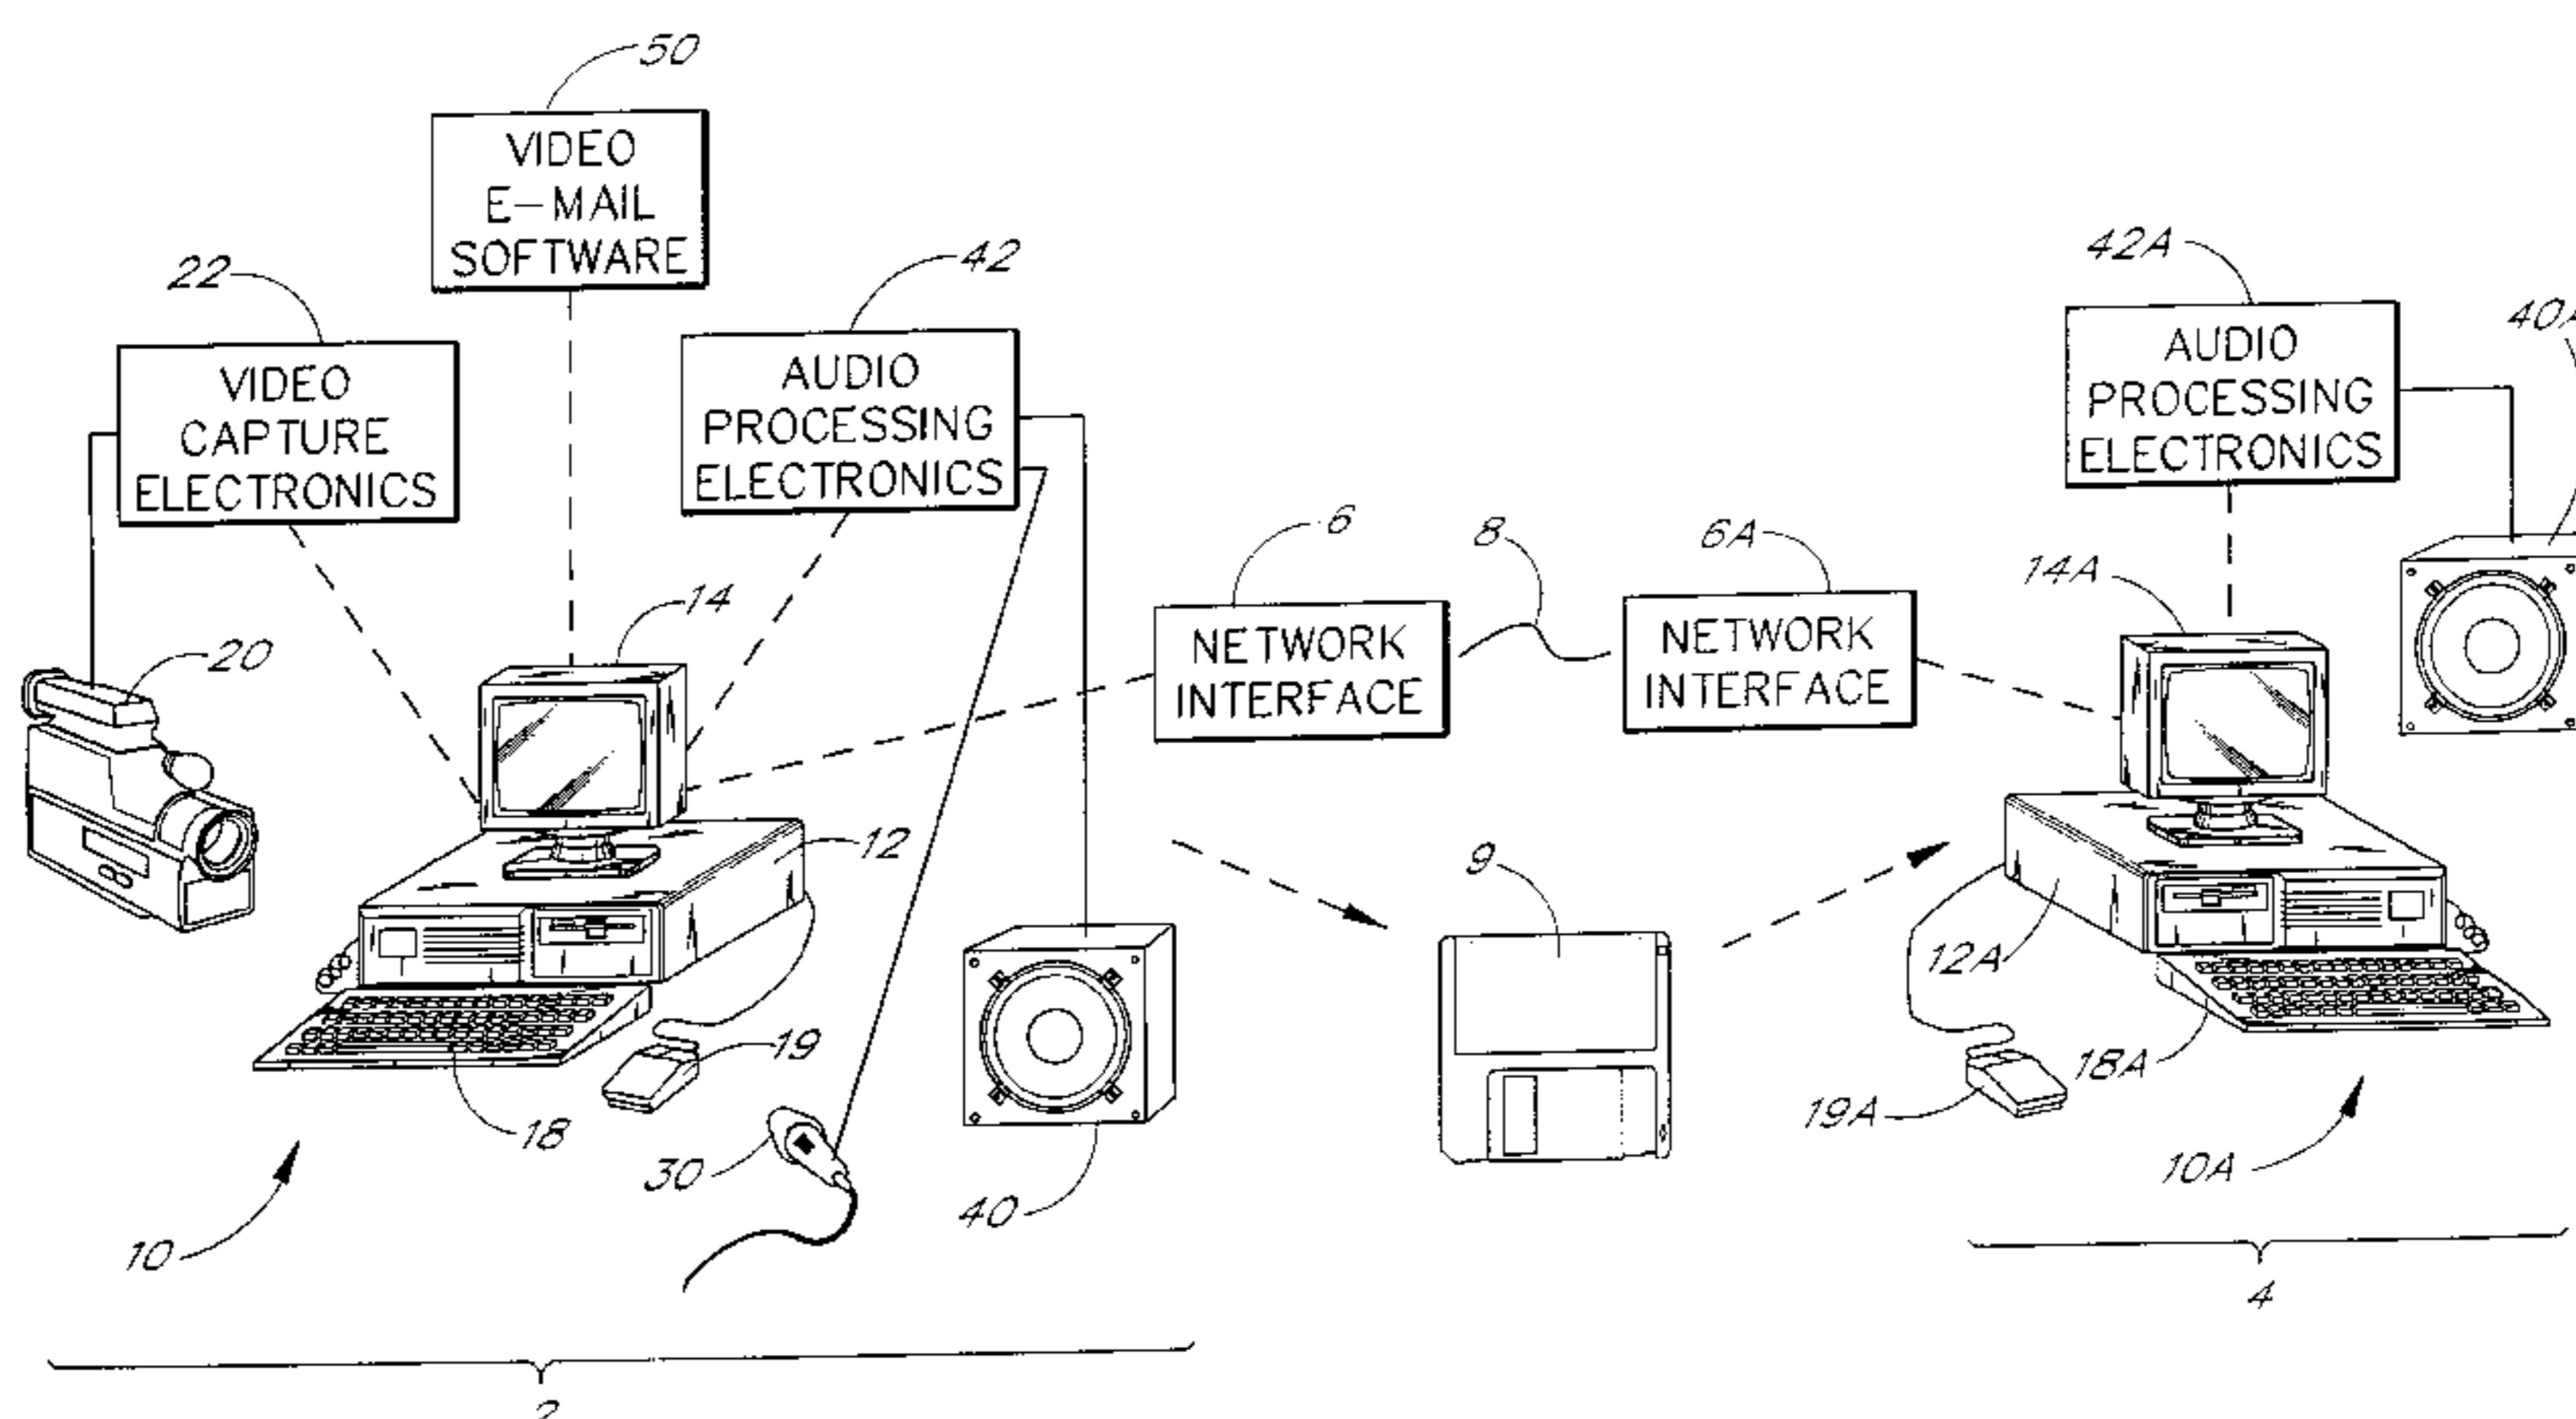 50
VIDEO
E-MAIL
SOFTWARE
22
42
VIDEO
CAPTURE
ELECTRONICS
AUDIO
PROCESSING
ELECTRONICS
42A
AUDIO
PROCESSING
ELECTRONICS
40A
6
8
6A
NETWORK
INTERFACE
NETWORK
INTERFACE
14
14A
20
12
9
12A
18
19
18A
19A
30
40
10
10A
4
2